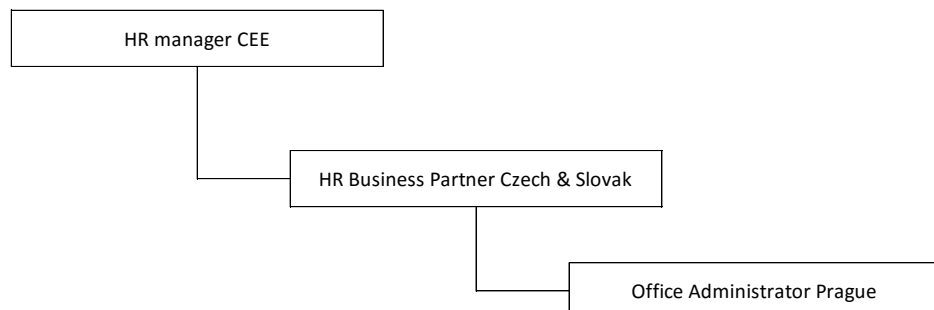 HR manager CEE
HR Business Partner Czech & Slovak
Office Administrator Prague